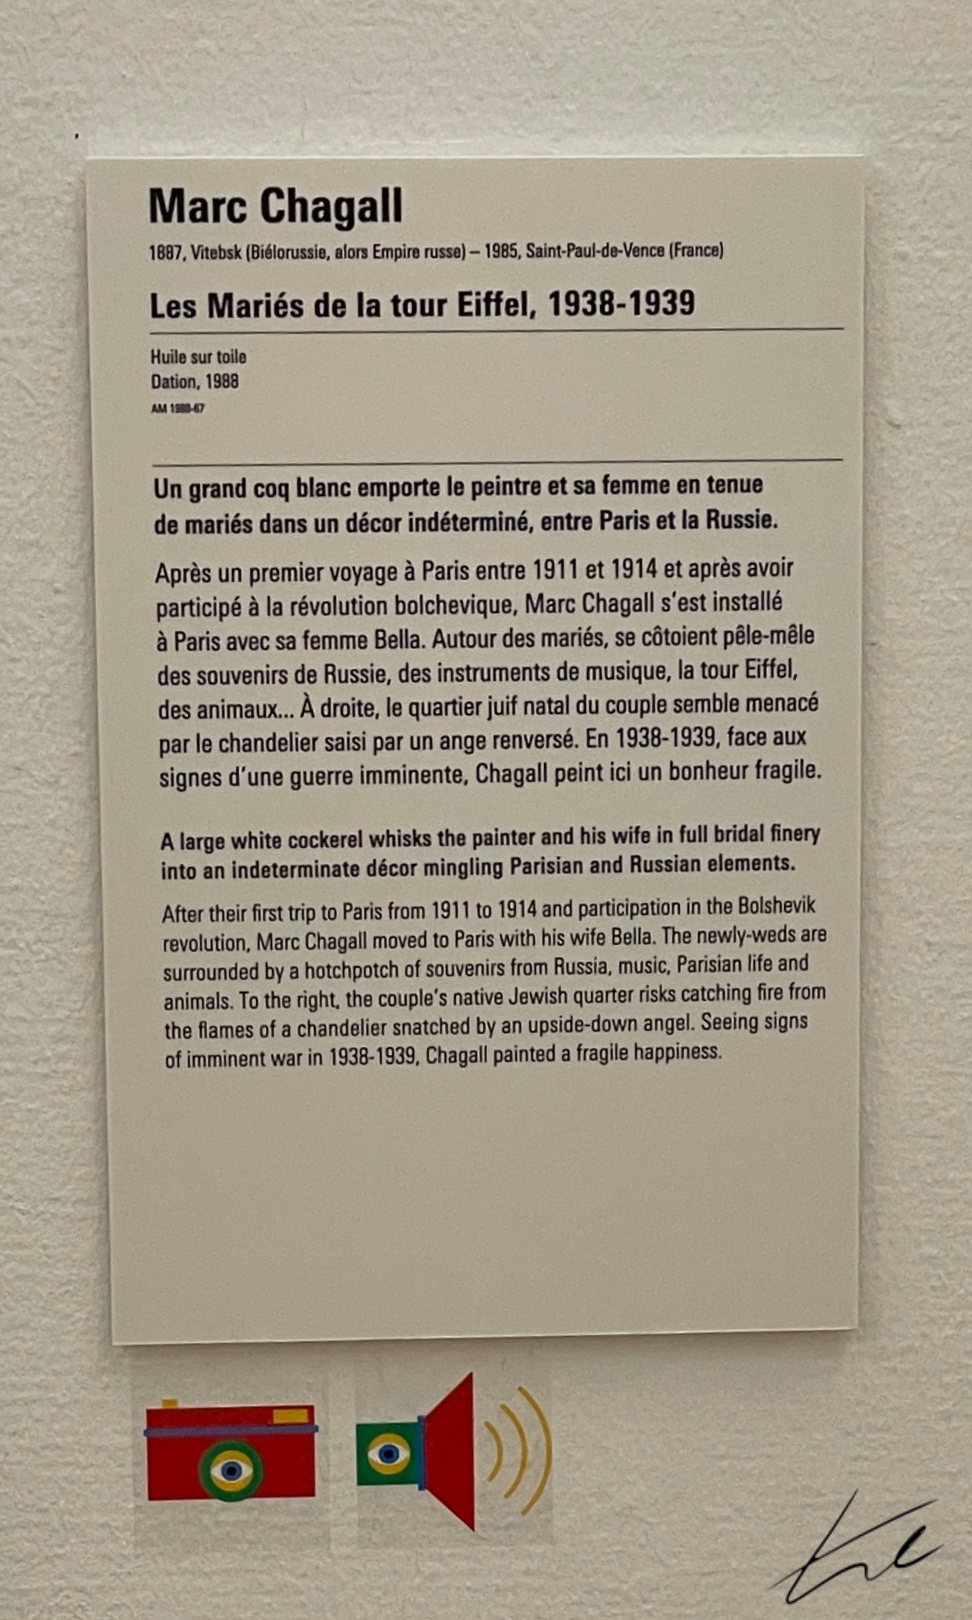 Marc Chagall
1887, Vitebsk (Biélorussie, alors Empire russe) – 1985, Saint-Paul-de-Vence (France)
Les Mariés de la tour Eiffel, 1938-1939
Huile sur toile
Dation, 1988
AM 1988-67
Un grand coq blanc emporte le peintre et sa femme en tenue
de mariés dans un décor indéterminé, entre Paris et la Russie.
Après un premier voyage à Paris entre 1911 et 1914 et après avoir
participé à la révolution bolchevique, Marc Chagall s'est installé
à Paris avec sa femme Bella. Autour des mariés, se côtoient pêle-mêle
des souvenirs de Russie, des instruments de musique, la tour Eiffel,
des animaux... À droite, le quartier juif natal du couple semble menacé
par le chandelier saisi par un ange renversé. En 1938-1939, face aux
signes d'une guerre imminente, Chagall peint ici un bonheur fragile.
A large white cockerel whisks the painter and his wife in full bridal finery
into an indeterminate décor mingling Parisian and Russian elements.
After their first trip to Paris from 1911 to 1914 and participation in the Bolshevik
revolution, Marc Chagall moved to Paris with his wife Bella. The newly-weds are
surrounded by a hotchpotch of souvenirs from Russia, music, Parisian life and
animals. To the right, the couple's native Jewish quarter risks catching fire from
the flames of a chandelier snatched by an upside-down angel. Seeing signs
of imminent war in 1938-1939, Chagall painted a fragile happiness.